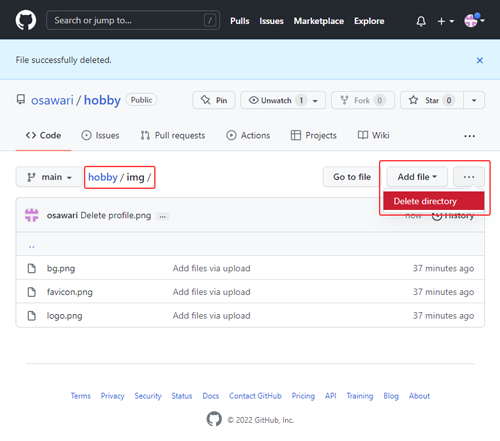 Search or jump to... / Pulls Issues Marketplace Explore
File successfully deleted.
osawari / hobby Public Pin Unwatch 1 Fork 0 Star 0
Code Issues Pull requests Actions Projects Wiki ...
main hobby / img / Go to file Add file ...
Delete directory
osawari Delete profile.png ... now History
..
bg.png Add files via upload 37 minutes ago
favicon.png Add files via upload 37 minutes ago
logo.png Add files via upload 37 minutes ago
Terms Privacy Security Status Docs Contact GitHub Pricing API Training Blog About
© 2022 GitHub, Inc.